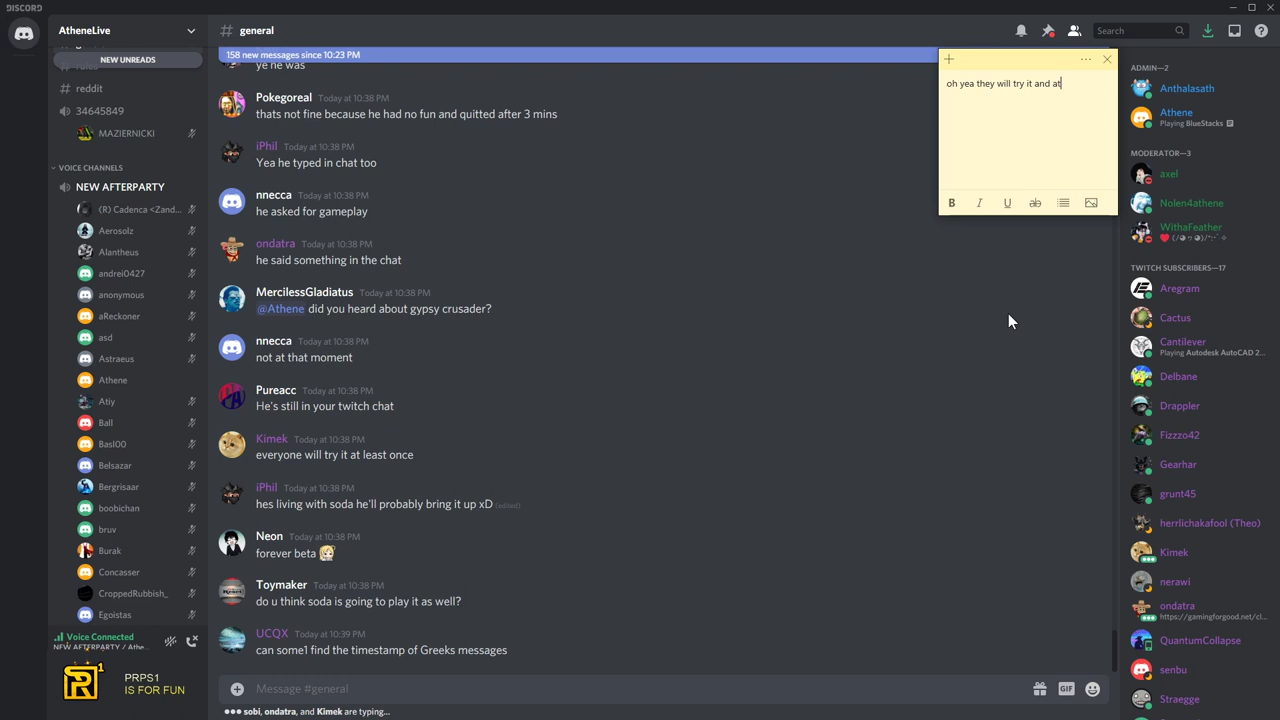 DISCORD
AtheneLive
NEW UNREADS
reddit
34645849
MAZIERNICKI
VOICE CHANNELS
NEW AFTERPARTY
(R) Cadenca <Zand...
Aerosolz
Alantheus
andrei0427
anonymous
aReckoner
asd
Astraeus
Athene
Atiy
Ball
Basl00
Belsazar
Bergrisaar
boobichan
bruv
Burak
Concasser
CroppedRubbish_
Egoistas
Voice Connected
NEW AFTERPARTY / Athe...
PRPS1
IS FOR FUN
# general
158 new messages since 10:23 PM
ye he was
Pokegoreal Today at 10:38 PM
thats not fine because he had no fun and quitted after 3 mins
iPhil Today at 10:38 PM
Yea he typed in chat too
nnecca Today at 10:38 PM
he asked for gameplay
ondatra Today at 10:38 PM
he said something in the chat
MercilessGladiatus Today at 10:38 PM
@Athene did you heard about gypsy crusader?
nnecca Today at 10:38 PM
not at that moment
Pureacc Today at 10:38 PM
He's still in your twitch chat
Kimek Today at 10:38 PM
everyone will try it at least once
iPhil Today at 10:38 PM
hes living with soda he'll probably bring it up xD (edited)
Neon Today at 10:38 PM
forever beta
Toymaker Today at 10:38 PM
do u think soda is going to play it as well?
UCQX Today at 10:39 PM
can some1 find the timestamp of Greeks messages
Message #general
GIF
sobi, ondatra, and Kimek are typing...
Search
oh yea they will try it and at
B I U ab
ADMIN—2
Anthalasath
Athene
Playing BlueStacks
MODERATOR—3
axel
Nolen4athene
WithaFeather
TWITCH SUBSCRIBERS—17
Aregram
Cactus
Cantilever
Playing Autodesk AutoCAD 2...
Delbane
Drappler
Fizzzo42
Gearhar
grunt45
herrlichakafool (Theo)
Kimek
nerawi
ondatra
https://gamingforgood.net/cl...
QuantumCollapse
senbu
Straegge